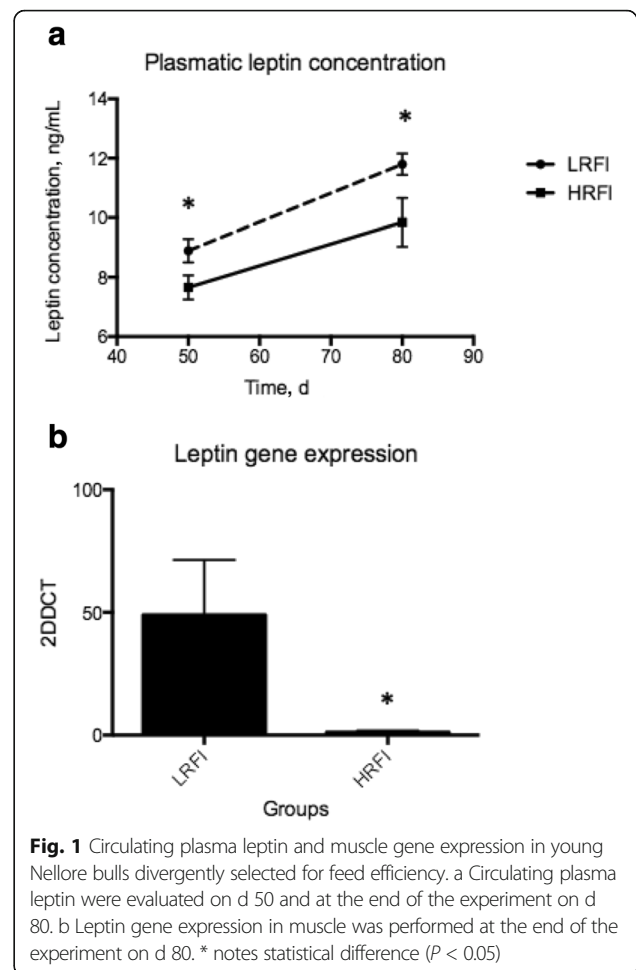 a
Plasmatic leptin concentration
Leptin concentration, ng/mL
14
12
10
8
6
*
*
40 50 60 70 80 90
Time, d
LRFI
HRFI
b
Leptin gene expression
2DDCT
100
50
0
*
LRFI
HRFI
Groups
Fig. 1 Circulating plasma leptin and muscle gene expression in young
Nellore bulls divergently selected for feed efficiency. a Circulating plasma
leptin were evaluated on d 50 and at the end of the experiment on d
80. b Leptin gene expression in muscle was performed at the end of the
experiment on d 80. * notes statistical difference (P < 0.05)